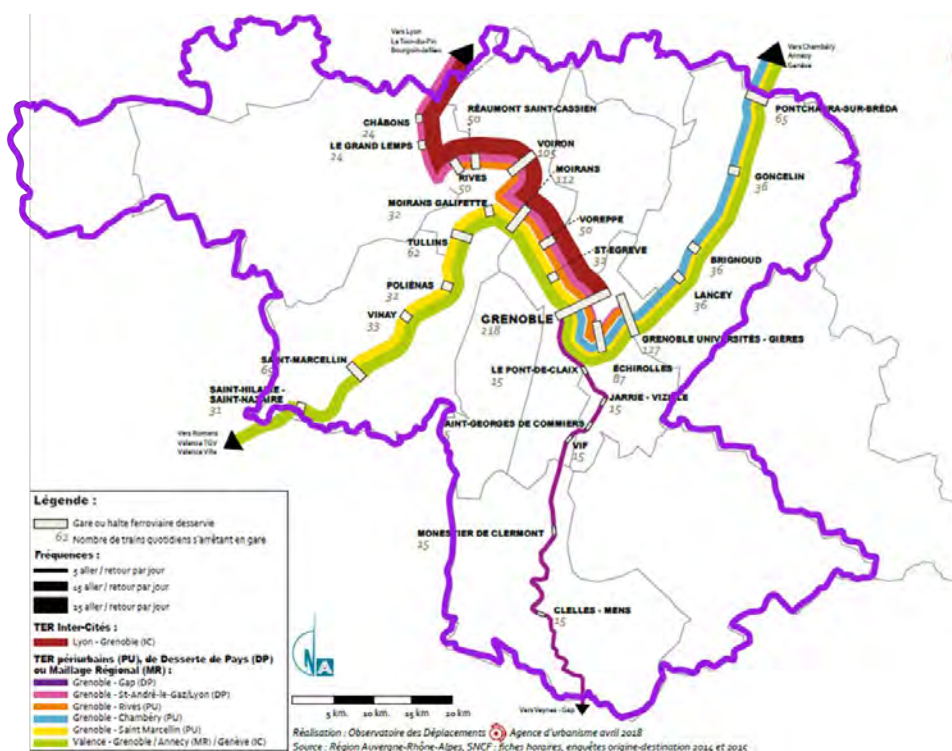 Vers Lyon
La Tour-du-Pin
Bourgoin-Jallieu
Vers Chambéry
Annecy
Genève
RÉAUMONT SAINT-CASSIEN
50
PONTCHARRA-SUR-BRÉDA
65
CHÂBONS
24
LE GRAND LEMPS
24
VOIRON
105
RIVES
50
MOIRANS
112
GONCELIN
36
MOIRANS GALIFETTE
32
VOREPPE
50
TULLINS
62
ST-EGREVE
BRIGNOUD
36
POLIÉNAS
32
LANCEY
36
VINAY
33
GRENOBLE
218
GRENOBLE UNIVERSITÉS - GIÈRES
127
SAINT-MARCELLIN
LE PONT-DE-CLAIX
15
ÉCHIROLLES
87
SAINT-HILAIRE -
SAINT-NAZAIRE
31
JARRIE - VIZILLE
15
AINT-GEORGES DE COMMIERS
VIF
15
Vers Romans
Valence TGV
Valence Ville
MONESTIER DE CLERMONT
15
CLELLES - MENS
15
Vers Veynes - Gap
Légende :
Gare ou halte ferroviaire desservie
62 Nombre de trains quotidiens s'arrêtant en gare
Fréquences :
5 aller / retour par jour
15 aller / retour par jour
25 aller / retour par jour
TER Inter-Cités :
Lyon - Grenoble (IC)
TER périurbains (PU), de Desserte de Pays (DP)
ou Maillage Régional (MR) :
Grenoble - Gap (DP)
Grenoble - St-André-le-Gaz/Lyon (DP)
Grenoble - Rives (PU)
Grenoble - Chambéry (PU)
Grenoble - Saint Marcellin (PU)
Valence - Grenoble / Annecy (MR) / Genève (IC)
N A
5 km. 10 km. 15 km. 20 km
Réalisation : Observatoire des Déplacements Agence d'urbanisme avril 2018
Source : Région Auvergne-Rhône-Alpes, SNCF : fiches horaires, enquêtes origine-destination 2014 et 2015